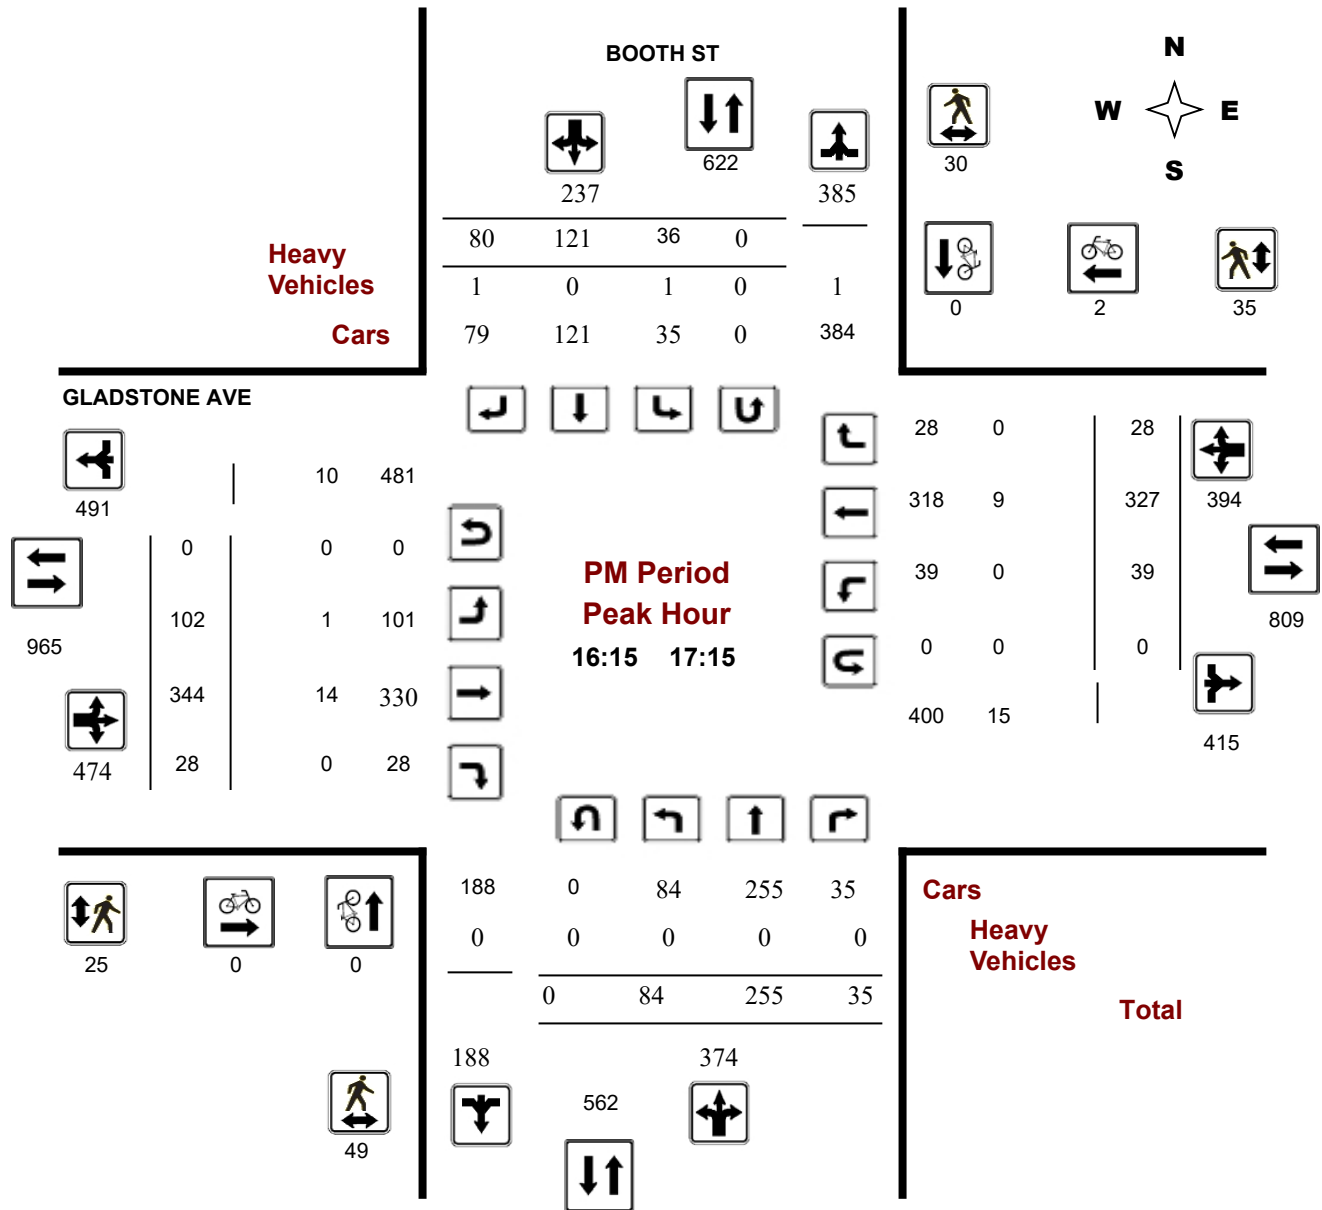 BOOTH ST
N
W E
S
622
30
237
385
80 121 36 0
Heavy
Vehicles
1 0 1 0 1
0 2 35
Cars
79 121 35 0 384
GLADSTONE AVE
28 0 28
10 481
491
318 9 327 394
0 0 0
PM Period
39 0 39
Peak Hour
102 1 101
809
965
16:15 17:15
0 0 0
344 14 330
400 15
415
474 28 0 28
188 0 84 255 35
Cars
0 0 0 0 0
Heavy
Vehicles
25 0 0
0 84 255 35
Total
188 374
562
49